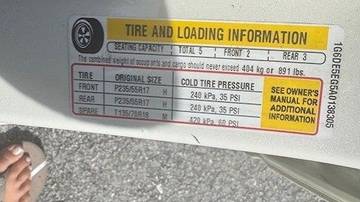 TIRE AND LOADING INFORMATION
SEATING CAPACITY TOTAL 5 FRONT 2 REAR 3
The combined weight of occupants and cargo should never exceed 404 kg or 891 lbs.
TIRE ORIGINAL SIZE COLD TIRE PRESSURE
FRONT P235/55R17 H 240 kPa, 35 PSI
REAR P235/55R17 H 240 kPa, 35 PSI
SPARE T135/70R18 M 420 kPa, 60 PSI
SEE OWNER'S
MANUAL FOR
ADDITIONAL
INFORMATION